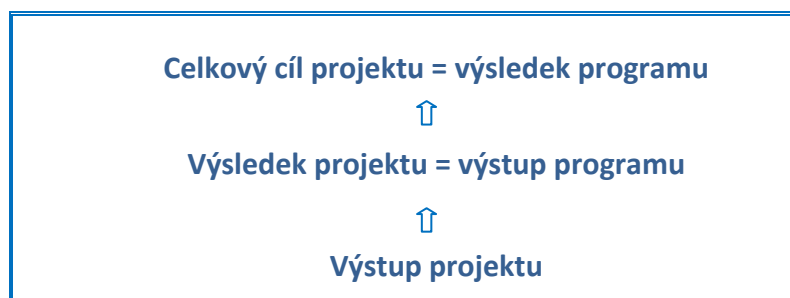 Celkový cíl projektu = výsledek programu
⇧
Výsledek projektu = výstup programu
⇧
Výstup projektu